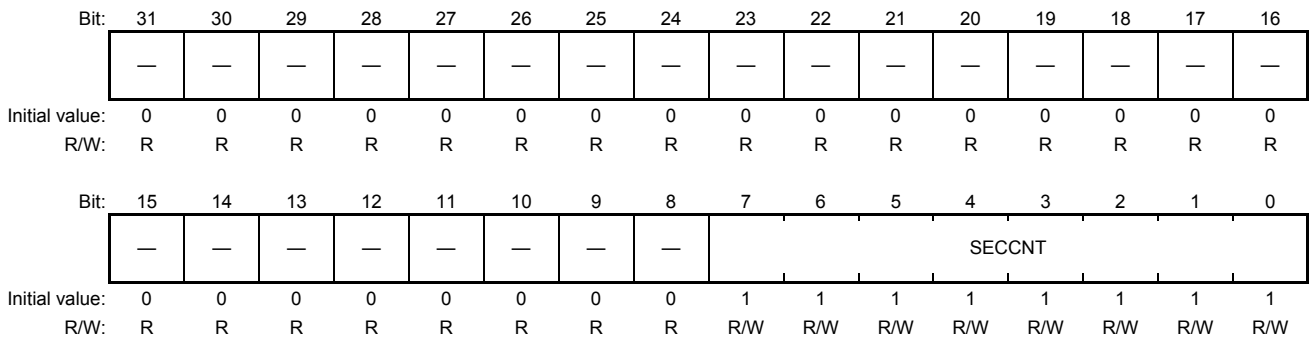 Bit: 31 30 29 28 27 26 25 24 23 22 21 20 19 18 17 16
— — — — — — — — — — — — — — — —
Initial value: 0 0 0 0 0 0 0 0 0 0 0 0 0 0 0 0
R/W: R R R R R R R R R R R R R R R R
Bit: 15 14 13 12 11 10 9 8 7 6 5 4 3 2 1 0
— — — — — — — — SECCNT
Initial value: 0 0 0 0 0 0 0 0 1 1 1 1 1 1 1 1
R/W: R R R R R R R R R/W R/W R/W R/W R/W R/W R/W R/W